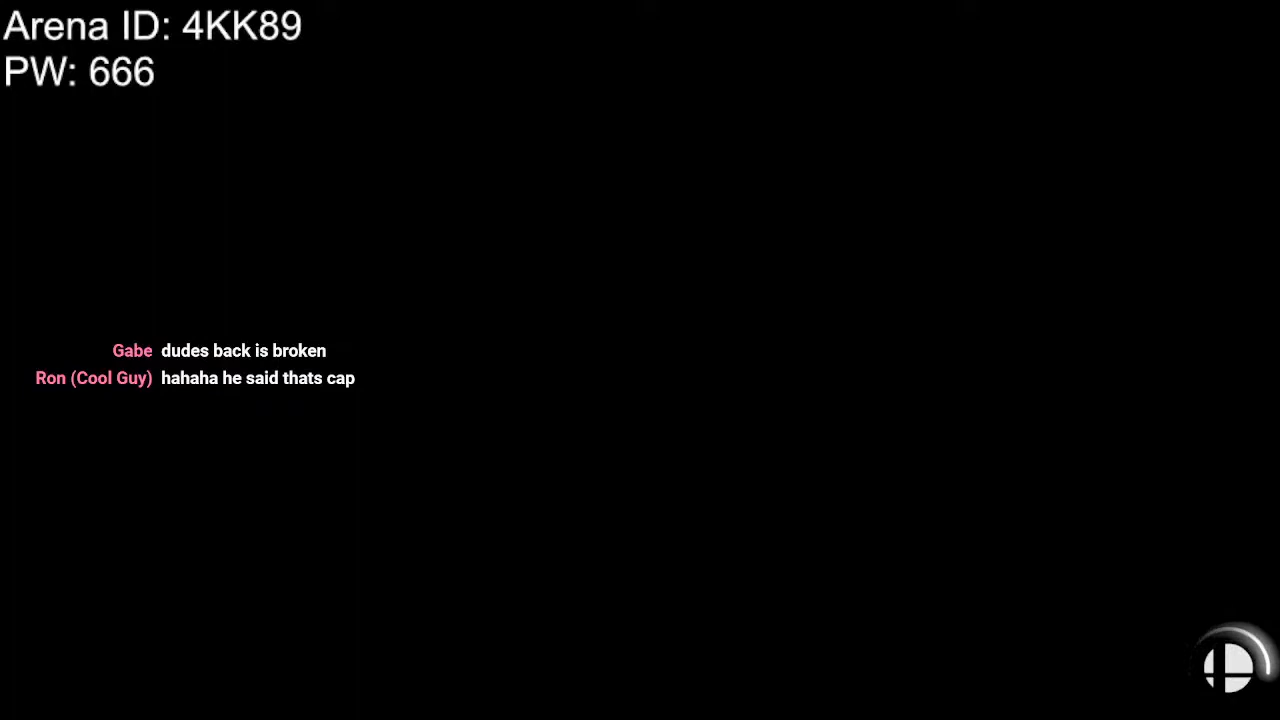 Arena ID: 4KK89
PW: 666
Gabe dudes back is broken
Ron (Cool Guy) hahaha he said thats cap